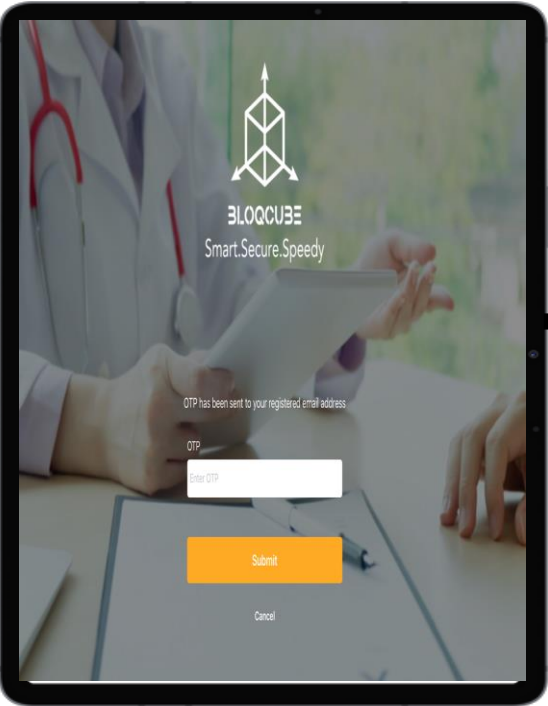 BLOQCUBE
Smart.Secure.Speedy
OTP has been sent to your registered email address
OTP
Enter OTP
Submit
Cancel